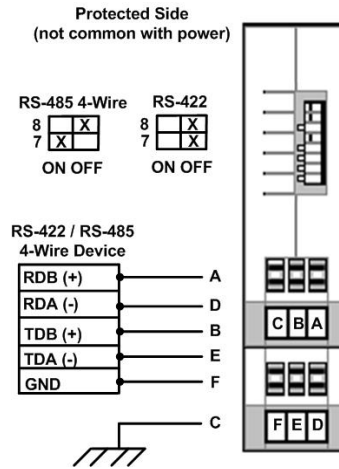 Protected Side
(not common with power)
RS-485 4-Wire
RS-422
8 X
7 X
ON OFF
8 X
7 X
ON OFF
RS-422 / RS-485
4-Wire Device
RDB (+) A
RDA (-) D
TDB (+) B
TDA (-) E
GND F
C
C B A
F E D